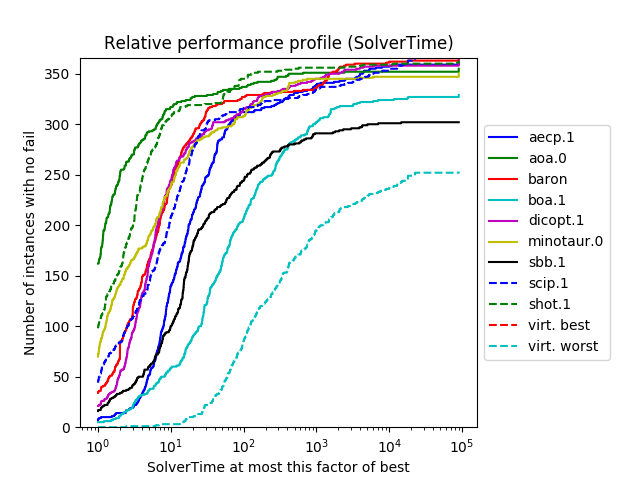 Relative performance profile (SolverTime)
Number of instances with no fail
350
300
250
200
150
100
50
0
10^0
10^1
10^2
10^3
10^4
10^5
SolverTime at most this factor of best
aecp.1
aoa.0
baron
boa.1
dicopt.1
minotaur.0
sbb.1
scip.1
shot.1
virt. best
virt. worst